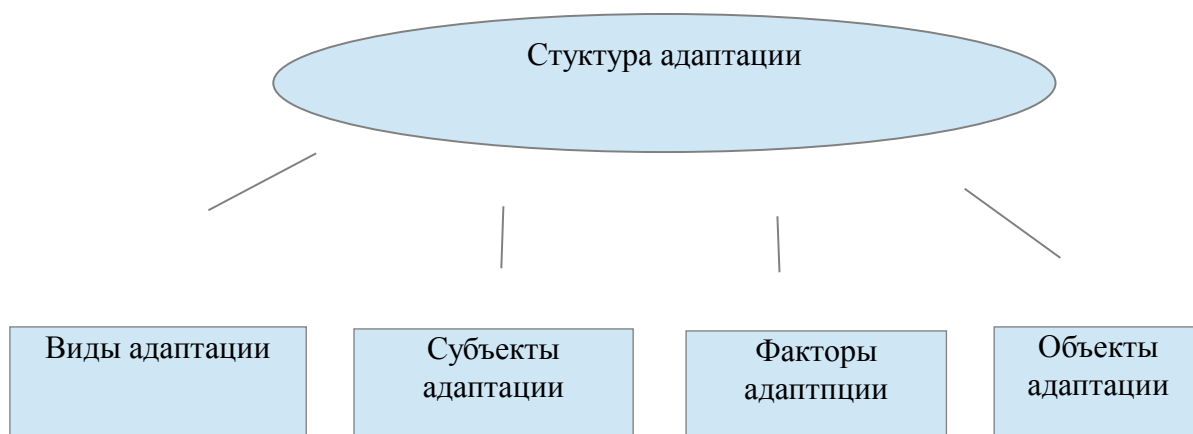 Стуктура адаптации
Виды адаптации
Субъекты
адаптации
Факторы
адаптпции
Объекты
адаптации